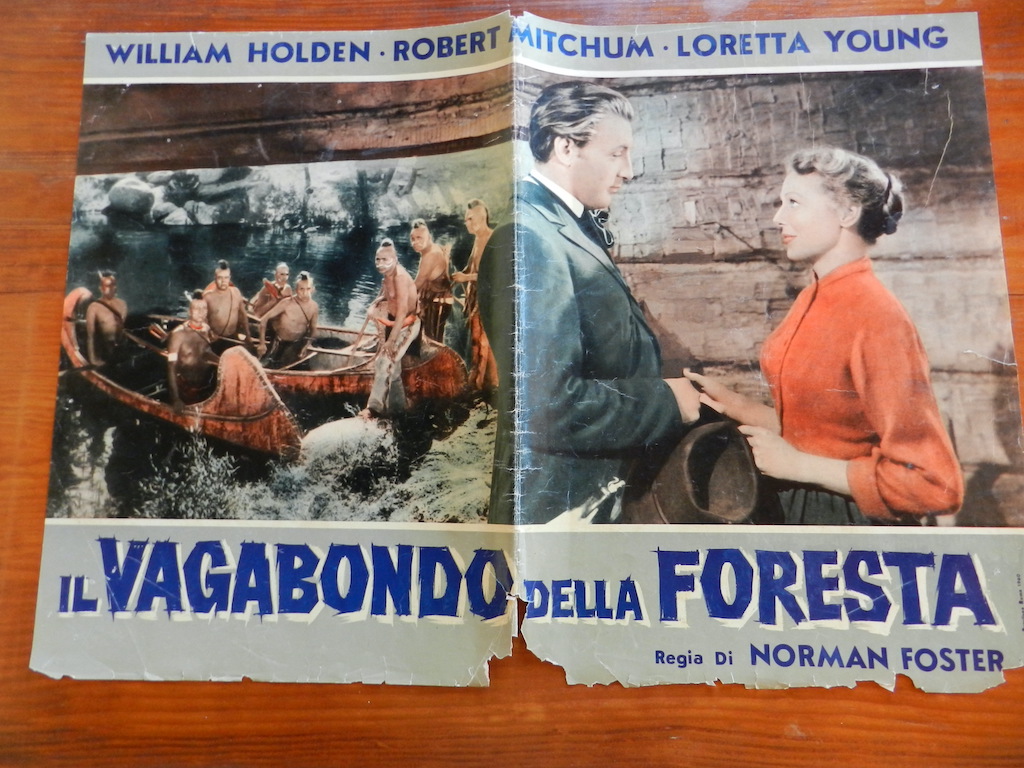 WILLIAM HOLDEN · ROBERT MITCHUM · LORETTA YOUNG
IL VAGABONDO DELLA FORESTA
Regia Di NORMAN FOSTER